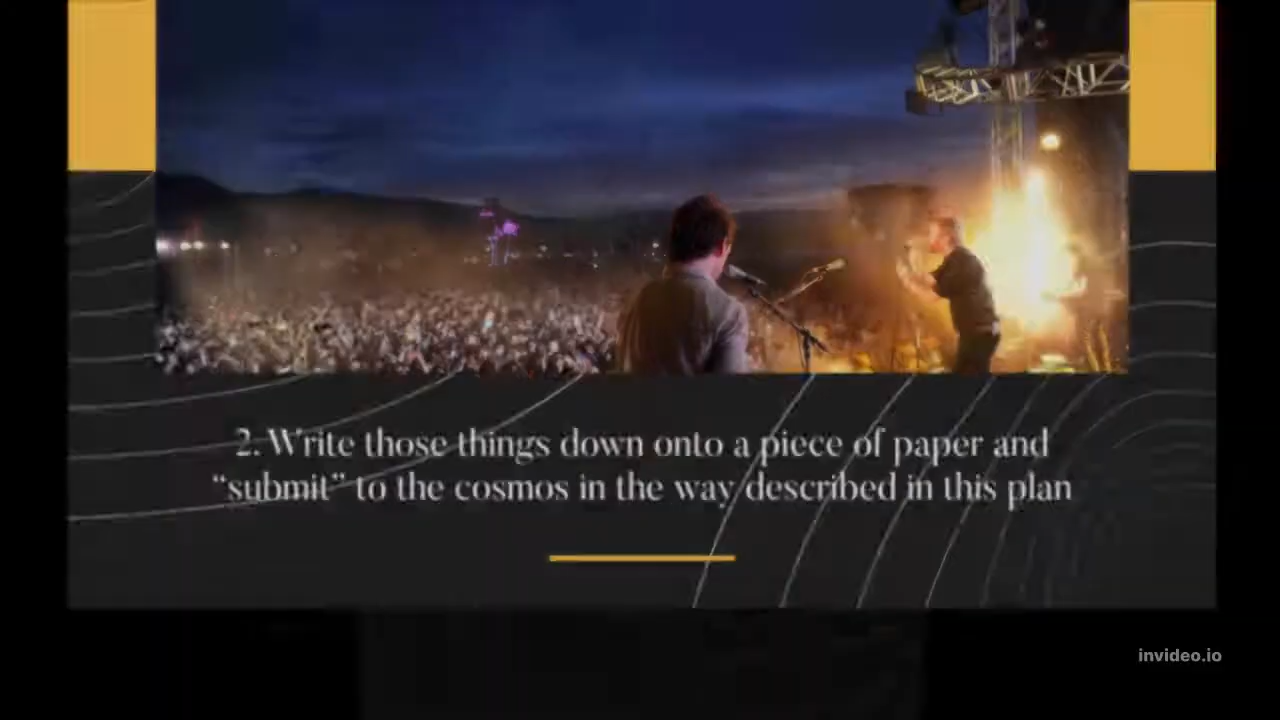 2. Write those things down onto a piece of paper and
“submit” to the cosmos in the way described in this plan
invideo.io